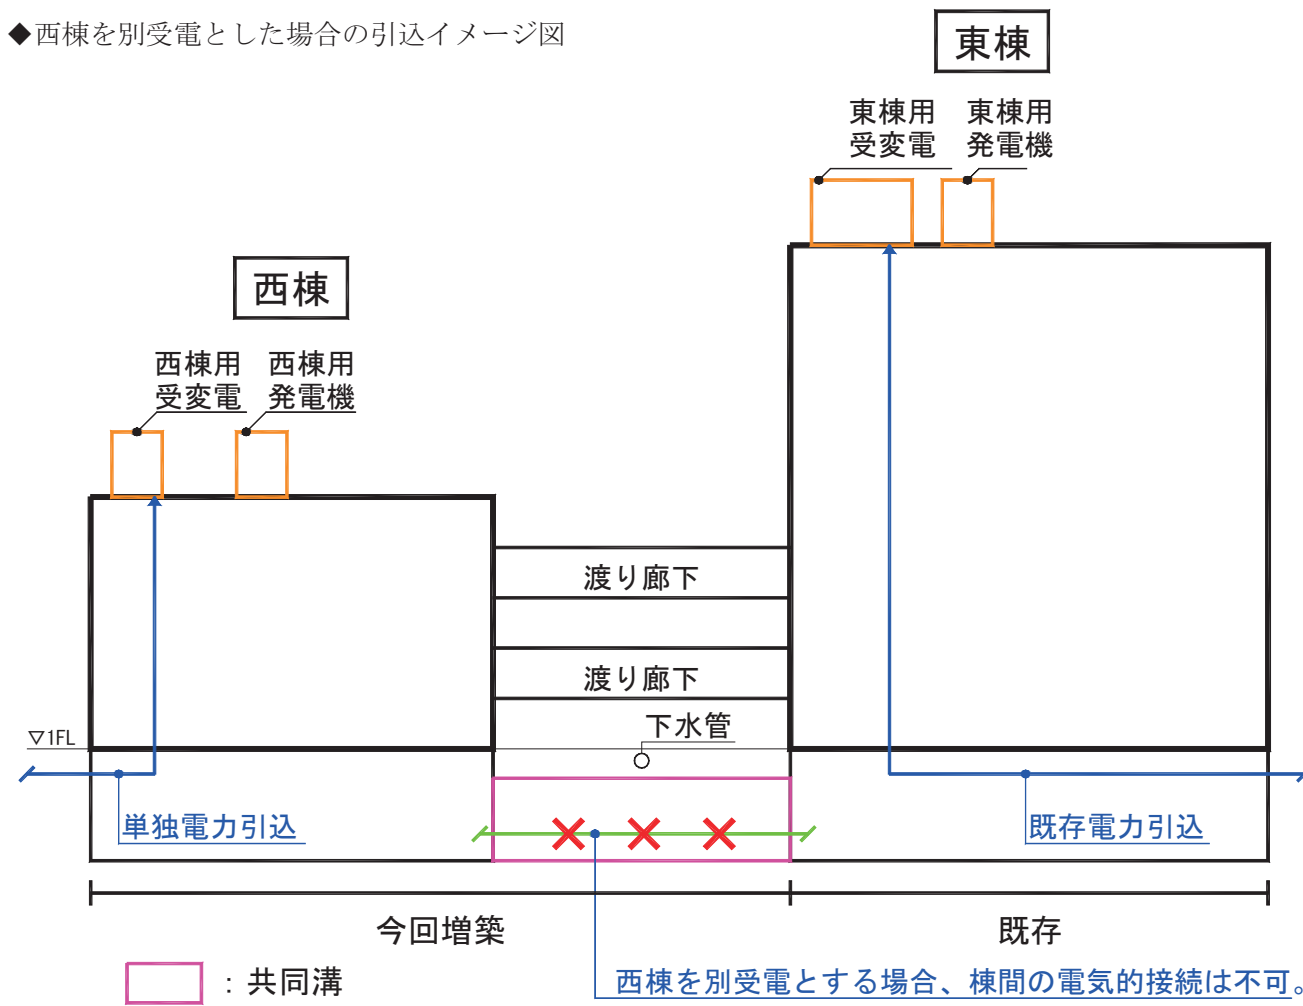 ◆西棟を別受電とした場合の引込イメージ図
東棟
東棟用
受変電
東棟用
発電機
西棟
西棟用
受変電
西棟用
発電機
渡り廊下
渡り廊下
下水管
▽1FL
単独電力引込
既存電力引込
今回増築
既存
：共同溝
西棟を別受電とする場合、棟間の電気的接続は不可。